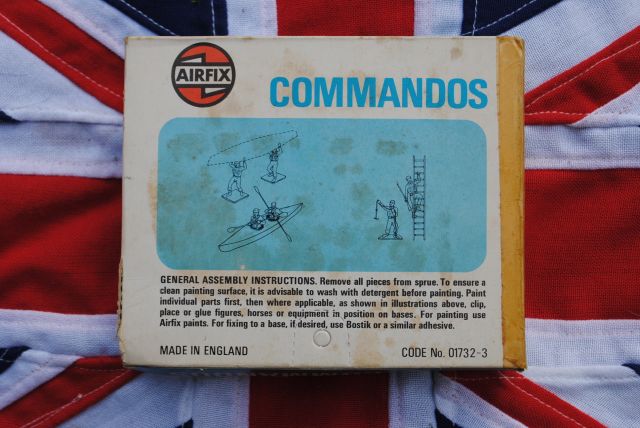 AIRFIX
COMMANDOS
GENERAL ASSEMBLY INSTRUCTIONS. Remove all pieces from sprue. To ensure a
clean painting surface, it is advisable to wash with detergent before painting. Paint
individual parts first, then where applicable, as shown in illustrations above, clip,
place or glue figures, horses or equipment in position on bases. For painting use
Airfix paints. For fixing to a base, if desired, use Bostik or a similar adhesive.
MADE IN ENGLAND
CODE No. 01732-3